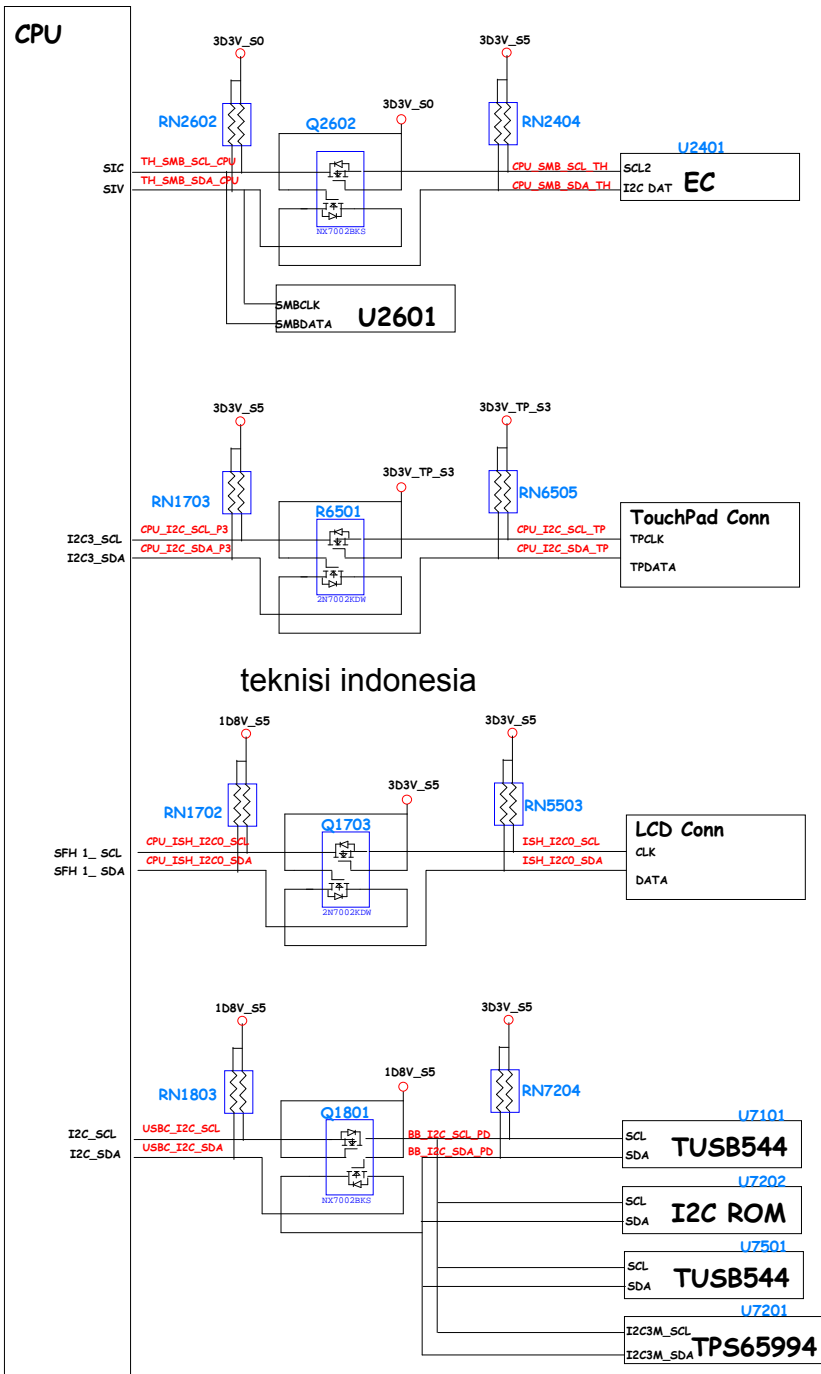 CPU
3D3V_S0
3D3V_S5
3D3V_S0
RN2602
Q2602
RN2404
U2401
SIC
TH_SMB_SCL_CPU
CPU_SMB_SCL_TH
SCL2
SIV
TH_SMB_SDA_CPU
CPU_SMB_SDA_TH
I2C DAT
EC
NX7002BKS
SMBCLK
SMBDATA
U2601
3D3V_S5
3D3V_TP_S3
3D3V_TP_S3
RN1703
R6501
RN6505
TouchPad Conn
I2C3_SCL
CPU_I2C_SCL_P3
CPU_I2C_SCL_TP
TPCLK
I2C3_SDA
CPU_I2C_SDA_P3
CPU_I2C_SDA_TP
TPDATA
2N7002KDW
teknisi indonesia
1D8V_S5
3D3V_S5
3D3V_S5
RN1702
Q1703
RN5503
LCD Conn
SFH 1_ SCL
CPU_ISH_I2C0_SCL
ISH_I2C0_SCL
CLK
SFH 1_ SDA
CPU_ISH_I2C0_SDA
ISH_I2C0_SDA
DATA
2N7002KDW
1D8V_S5
3D3V_S5
1D8V_S5
RN1803
Q1801
RN7204
U7101
I2C_SCL
USBC_I2C_SCL
BB_I2C_SCL_PD
SCL
I2C_SDA
USBC_I2C_SDA
BB_I2C_SDA_PD
SDA
TUSB544
NX7002BKS
U7202
SCL
SDA
I2C ROM
U7501
SCL
SDA
TUSB544
U7201
I2C3M_SCL
I2C3M_SDA
TPS65994